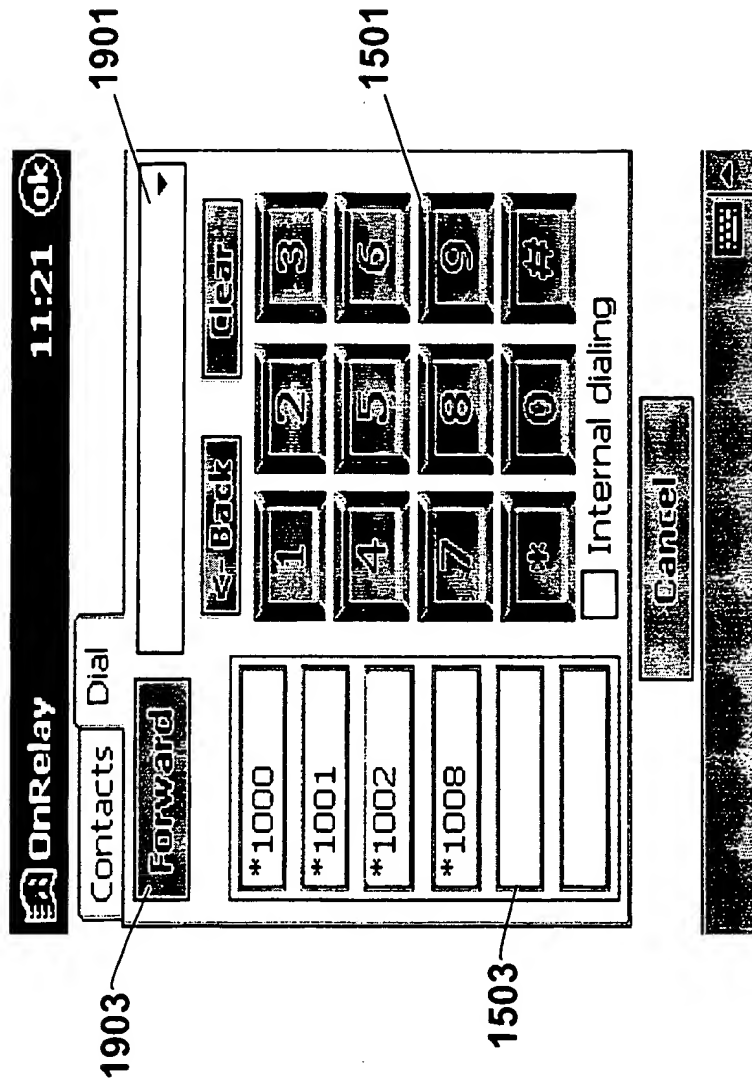 OnRelay 11:21 ok
Contacts Dial
1903
1901
Forward
<- Back Clear
*1000
*1001
*1002
*1008
1 2 3
4 5 6
7 8 9
* 0 #
1501
1503
Internal dialing
Cancel